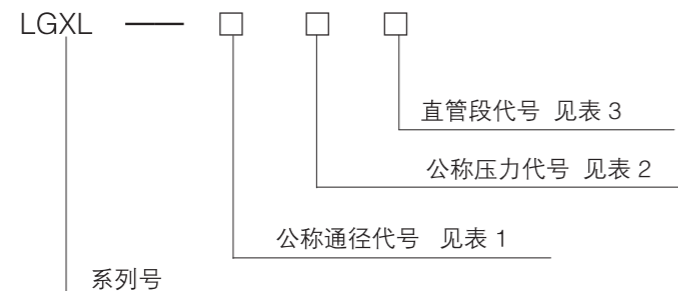 LGXL —— □ □ □
直管段代号 见表 3
公称压力代号 见表 2
公称通径代号 见表 1
系列号